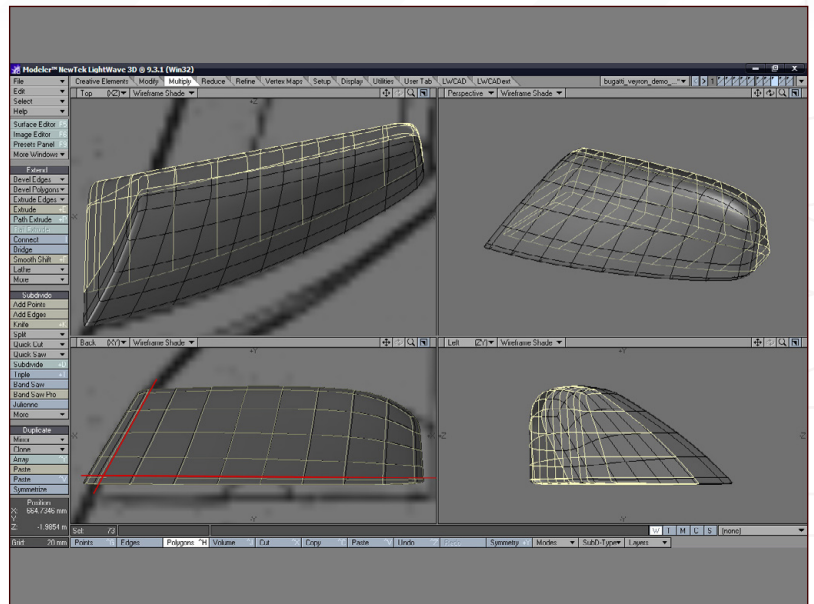 Modeler™ NewTek LightWave 3D ® 9.3.1 (Win32)
File Creative Elements Modify Multiply Reduce Refine Vertex Maps Setup Display Utilities User Tab LWCAD LWCADext bugatti_veyron_demo_...* 1
Edit
Select
Help
Surface Editor F5
Image Editor F6
Presets Panel
More Windows
Top (XZ) Wireframe Shade
Perspective Wireframe Shade
+Z
-X
Extend
Bevel Edges
Bevel Polygons
Extrude Edges
Extrude
Path Extrude
Rail Extrude
Connect
Bridge
Smooth Shift
Lathe
More
Subdivide
Add Points
Add Edges
Knife
Split
Quick Cut
Quick Saw
Subdivide
Triple
Band Saw
Band Saw Pro
Julienne
More
Back (XY) Wireframe Shade
Left (ZY) Wireframe Shade
+Y
+Y
-X
-Z
-Y
-Y
Duplicate
Mirror
Clone
Array
Paste
Paste
Symmetrize
Position
X: 664.7346 mm
Y:
Z: -1.9854 m
Grid: 20 mm
Sel: 73
W T M C S (none)
Points Edges Polygons ^H Volume Cut Copy Paste Undo Symmetry Modes SubD-Type Layers